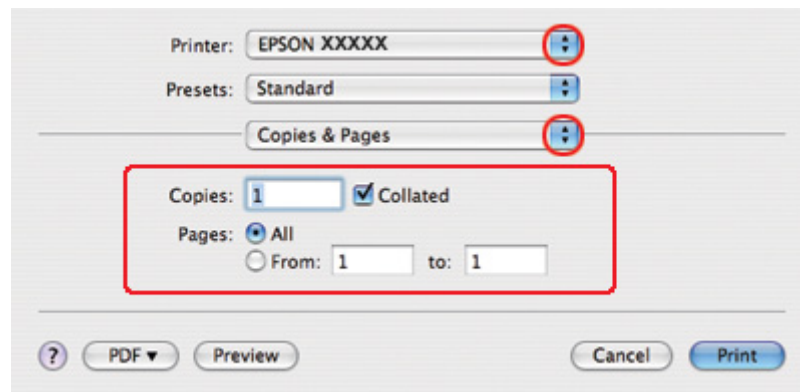 Printer: EPSON XXXXX
Presets: Standard
Copies & Pages
Copies: 1 Collated
Pages: All
From: 1 to: 1
? PDF Preview Cancel Print